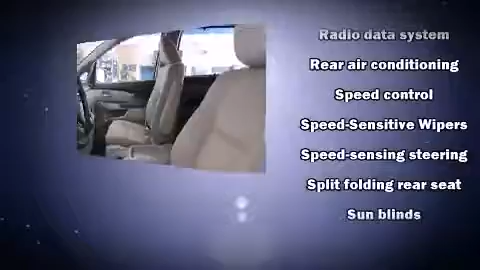 Radio data system
Rear air conditioning
Speed control
Speed-Sensitive Wipers
Speed-sensing steering
Split folding rear seat
Sun blinds